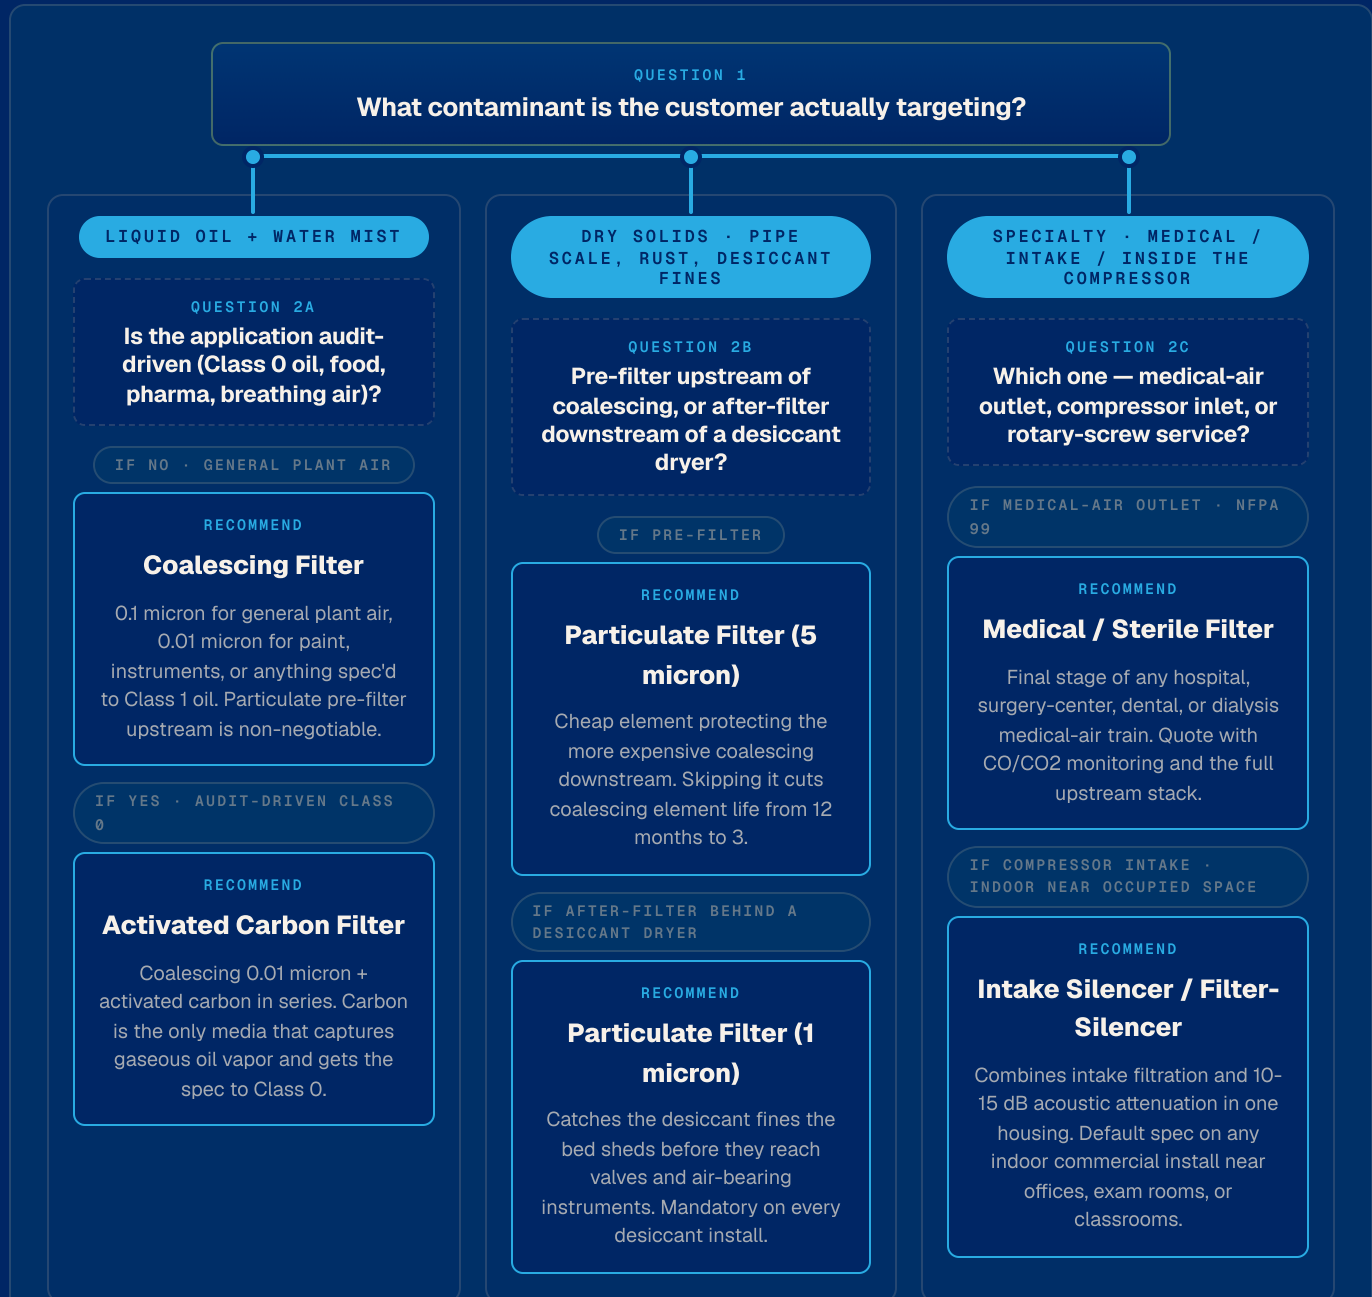 QUESTION 1
What contaminant is the customer actually targeting?
LIQUID OIL + WATER MIST
QUESTION 2A
Is the application audit-
driven (Class 0 oil, food,
pharma, breathing air)?
IF NO · GENERAL PLANT AIR
RECOMMEND
Coalescing Filter
0.1 micron for general plant air,
0.01 micron for paint,
instruments, or anything spec'd
to Class 1 oil. Particulate pre-filter
upstream is non-negotiable.
IF YES · AUDIT-DRIVEN CLASS
0
RECOMMEND
Activated Carbon Filter
Coalescing 0.01 micron +
activated carbon in series. Carbon
is the only media that captures
gaseous oil vapor and gets the
spec to Class 0.
DRY SOLIDS · PIPE
SCALE, RUST, DESICCANT
FINES
QUESTION 2B
Pre-filter upstream of
coalescing, or after-filter
downstream of a desiccant
dryer?
IF PRE-FILTER
RECOMMEND
Particulate Filter (5
micron)
Cheap element protecting the
more expensive coalescing
downstream. Skipping it cuts
coalescing element life from 12
months to 3.
IF AFTER-FILTER BEHIND A
DESICCANT DRYER
RECOMMEND
Particulate Filter (1
micron)
Catches the desiccant fines the
bed sheds before they reach
valves and air-bearing
instruments. Mandatory on every
desiccant install.
SPECIALTY · MEDICAL /
INTAKE / INSIDE THE
COMPRESSOR
QUESTION 2C
Which one — medical-air
outlet, compressor inlet, or
rotary-screw service?
IF MEDICAL-AIR OUTLET · NFPA
99
RECOMMEND
Medical / Sterile Filter
Final stage of any hospital,
surgery-center, dental, or dialysis
medical-air train. Quote with
CO/CO2 monitoring and the full
upstream stack.
IF COMPRESSOR INTAKE ·
INDOOR NEAR OCCUPIED SPACE
RECOMMEND
Intake Silencer / Filter-
Silencer
Combines intake filtration and 10-
15 dB acoustic attenuation in one
housing. Default spec on any
indoor commercial install near
offices, exam rooms, or
classrooms.